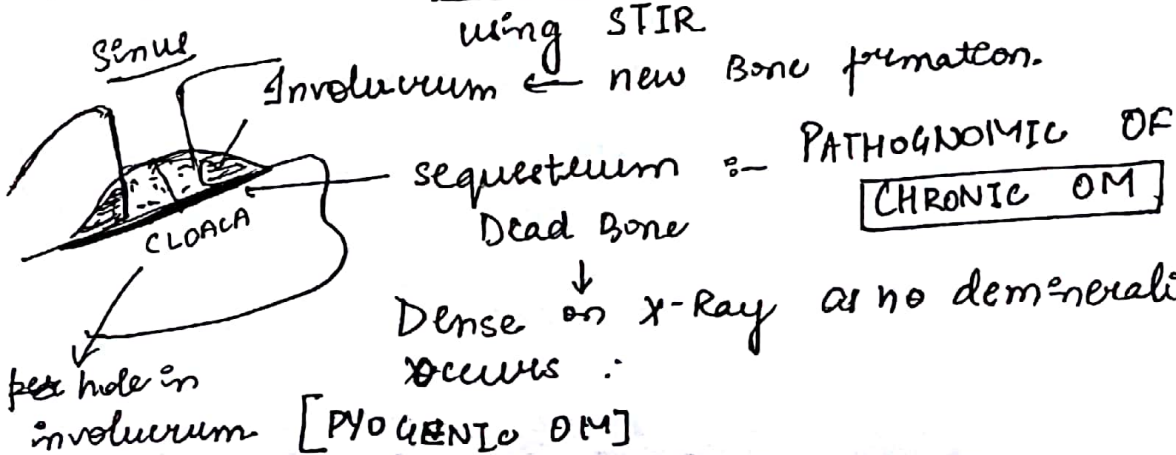 using STIR
Sinus
Involucrum ← new Bone formation.
sequestrum :- PATHOGNOMIC OF
CHRONIC OM
Dead Bone
↓
CLOACA
Dense on X-Ray as no deminerali
occurs :
hole in
involucrum [PYOGENIC OM]